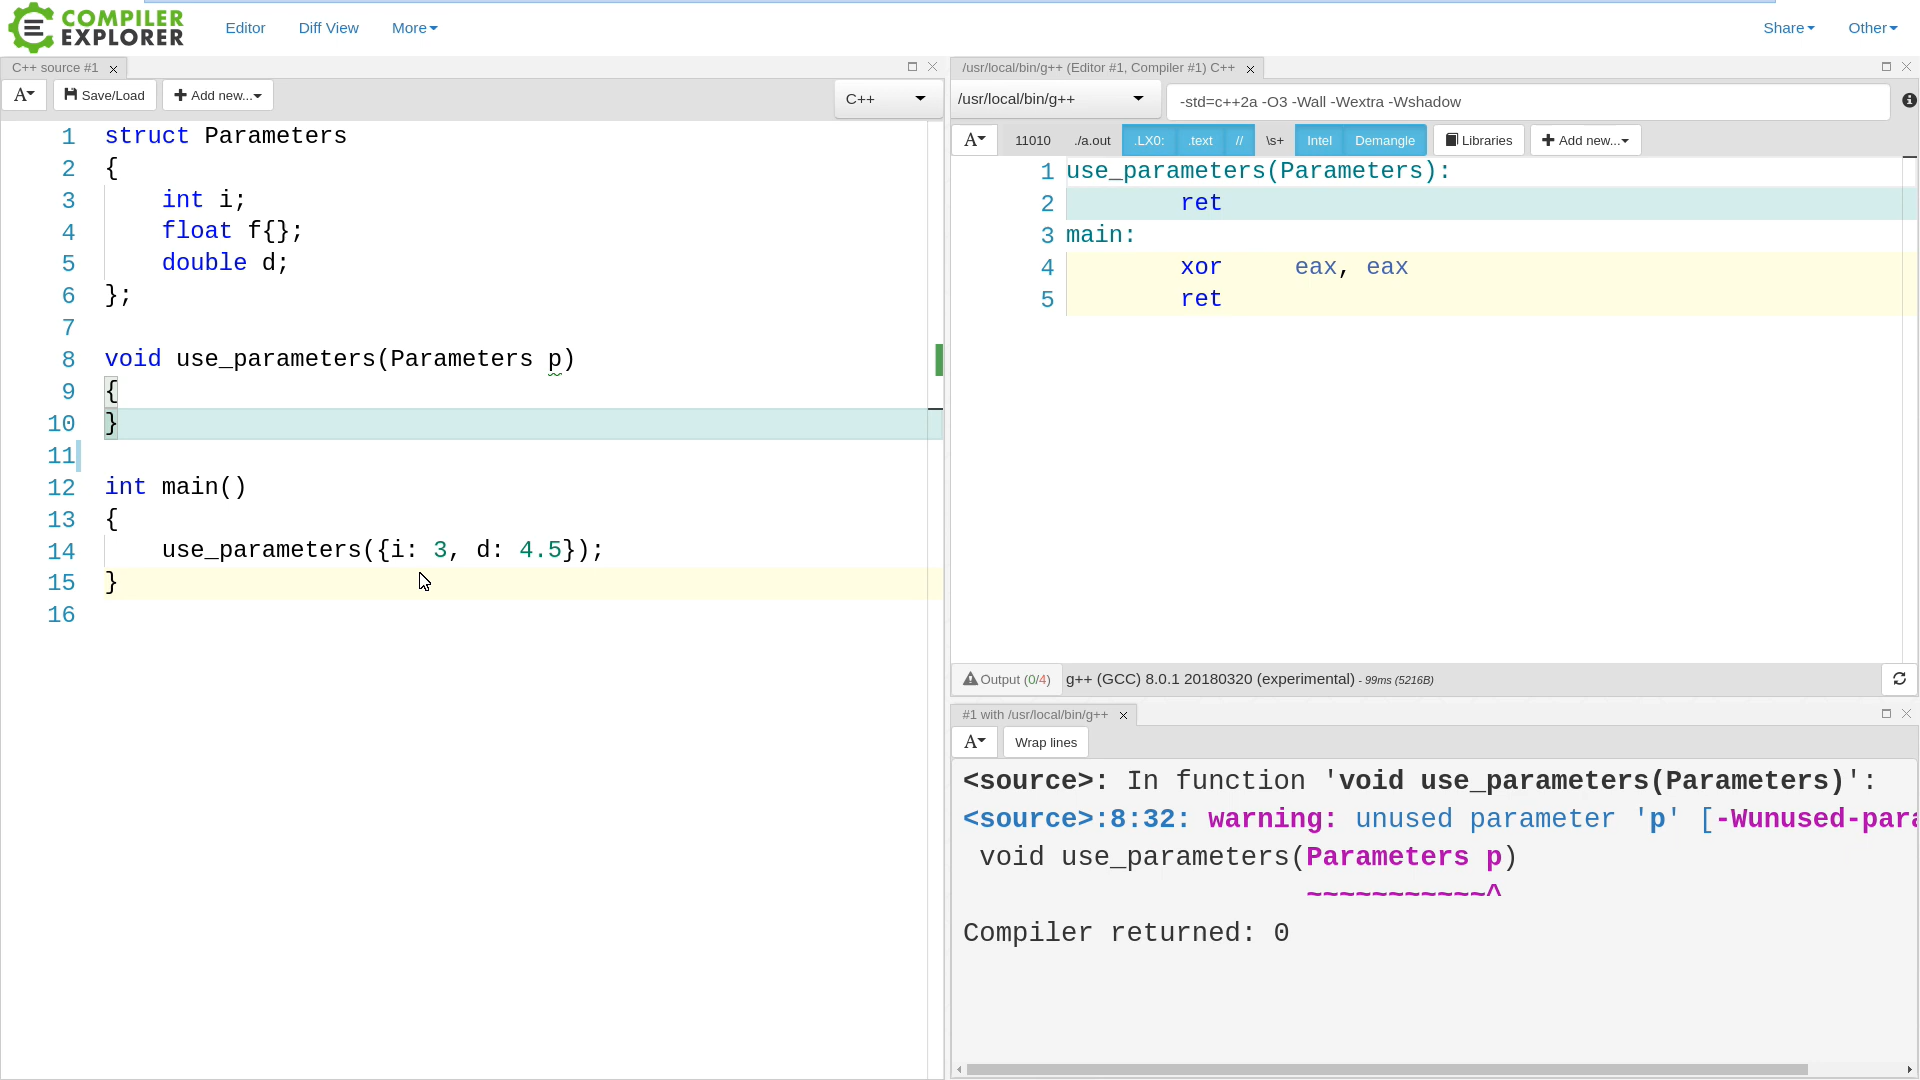 COMPILER
EXPLORER
Editor
Diff View
More
Share
Other
C++ source #1
A
Save/Load
Add new...
C++
1 struct Parameters
2 {
3     int i;
4     float f{};
5     double d;
6 };
7
8 void use_parameters(Parameters p)
9 {
10 }
11
12 int main()
13 {
14     use_parameters({i: 3, d: 4.5});
15 }
16
/usr/local/bin/g++ (Editor #1, Compiler #1) C++
/usr/local/bin/g++
-std=c++2a -O3 -Wall -Wextra -Wshadow
A
11010
./a.out
.LX0:
.text
//
\s+
Intel
Demangle
Libraries
Add new...
1 use_parameters(Parameters):
2         ret
3 main:
4         xor     eax, eax
5         ret
Output (0/4)
g++ (GCC) 8.0.1 20180320 (experimental) - 99ms (5216B)
#1 with /usr/local/bin/g++
A
Wrap lines
<source>: In function 'void use_parameters(Parameters)':
<source>:8:32: warning: unused parameter 'p' [-Wunused-para
 void use_parameters(Parameters p)
                     ~~~~~~~~~~~^
Compiler returned: 0